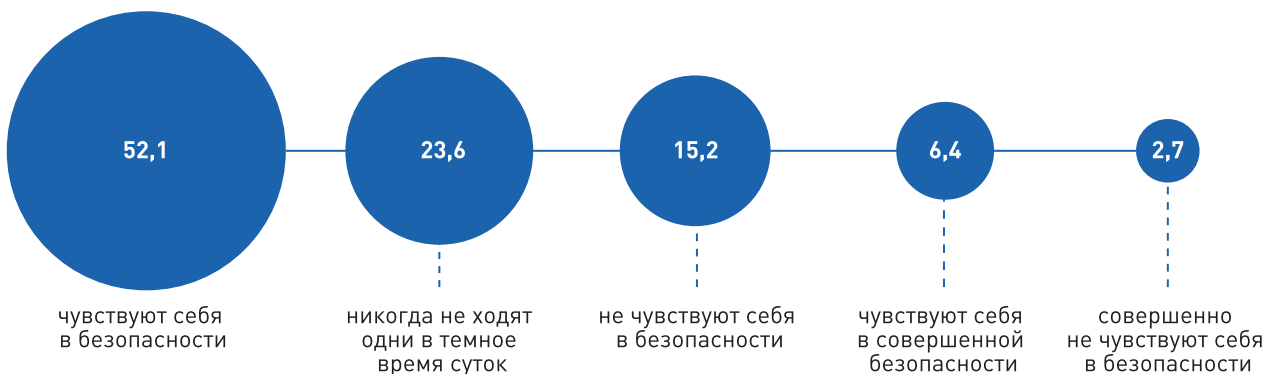 52,1
23,6
15,2
6,4
2,7
чувствуют себя
в безопасности
никогда не ходят
одни в темное
время суток
не чувствуют себя
в безопасности
чувствуют себя
в совершенной
безопасности
совершенно
не чувствуют себя
в безопасности